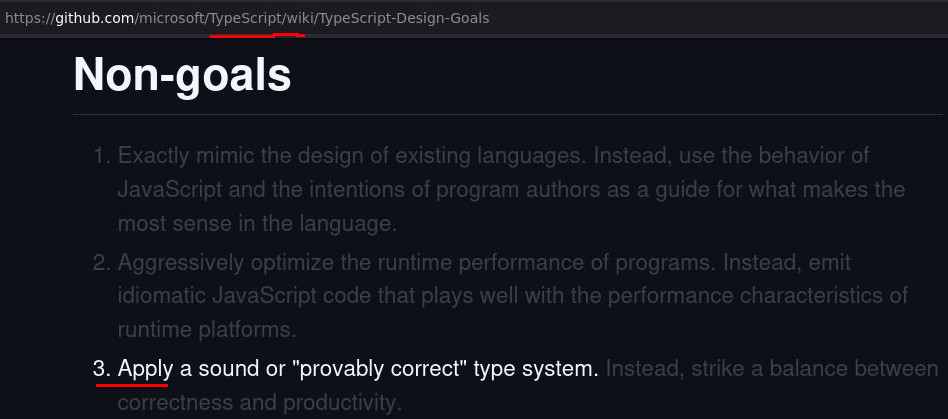 https://github.com/microsoft/TypeScript/wiki/TypeScript-Design-Goals
Non-goals
1. Exactly mimic the design of existing languages. Instead, use the behavior of
JavaScript and the intentions of program authors as a guide for what makes the
most sense in the language.
2. Aggressively optimize the runtime performance of programs. Instead, emit
idiomatic JavaScript code that plays well with the performance characteristics of
runtime platforms.
3. Apply a sound or "provably correct" type system. Instead, strike a balance between
correctness and productivity.